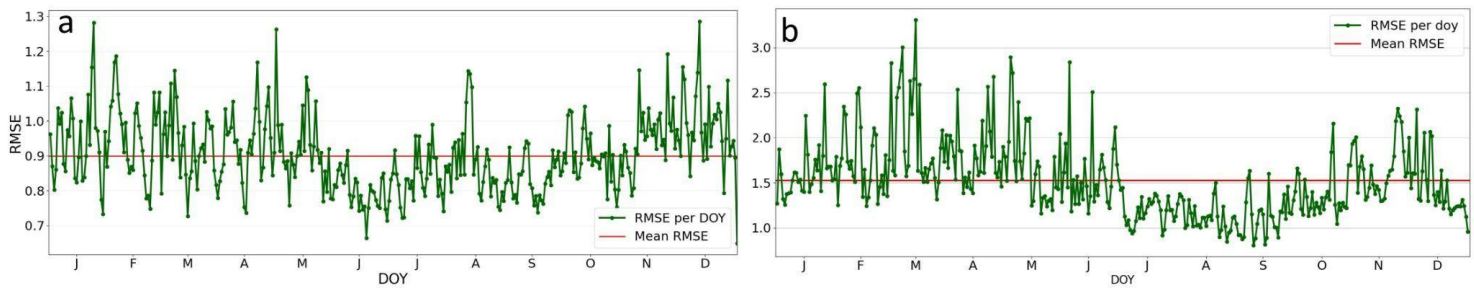 a
1.3
1.2
1.1
1.0
0.9
0.8
0.7
RMSE
RMSE per DOY
Mean RMSE
J F M A M J J A S O N D
DOY
b
3.0
2.5
2.0
1.5
1.0
RMSE per doy
Mean RMSE
J F M A M J J A S O N D
DOY